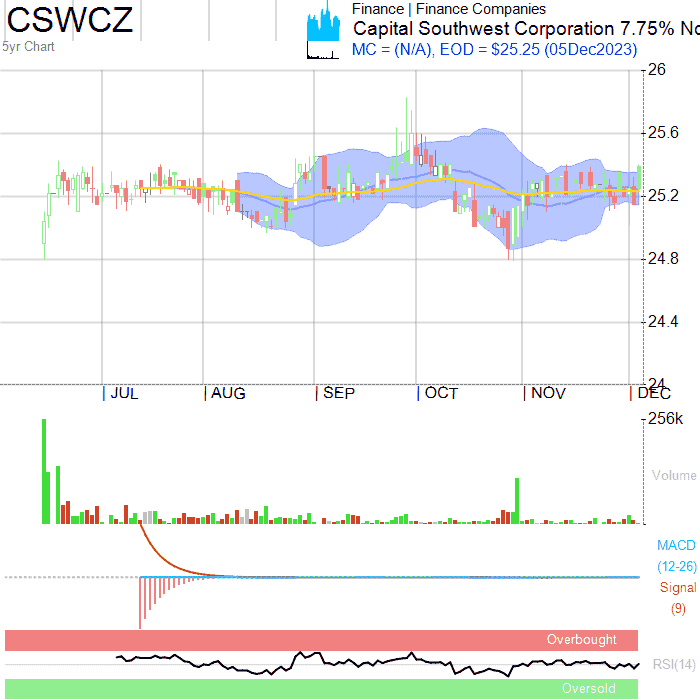 CSWCZ
5yr Chart
Finance | Finance Companies
Capital Southwest Corporation 7.75% No
MC = (N/A), EOD = $25.25 (05Dec2023)
26
25.6
25.2
24.8
24.4
24
JUL AUG SEP OCT NOV DEC
256k
Volume
MACD
(12-26)
Signal
(9)
Overbought
RSI(14)
Oversold